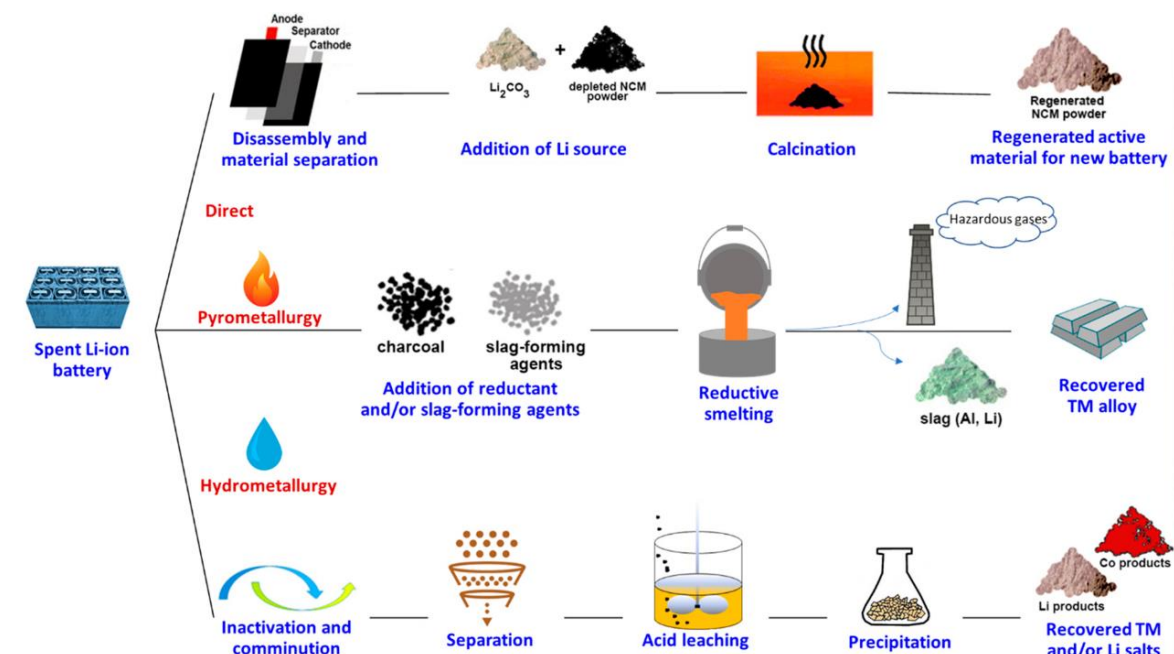 Anode
Separator
Cathode
Disassembly and
material separation
Li2CO3
+
depleted NCM
powder
Addition of Li source
Calcination
Regenerated
NCM powder
Regenerated active
material for new battery
Direct
Pyrometallurgy
Spent Li-ion
battery
charcoal
slag-forming
agents
Addition of reductant
and/or slag-forming agents
Reductive
smelting
Hazardous gases
slag (Al, Li)
Recovered
TM alloy
Hydrometallurgy
Inactivation and
comminution
Separation
Acid leaching
Precipitation
Co products
Li products
Recovered TM
and/or Li salts